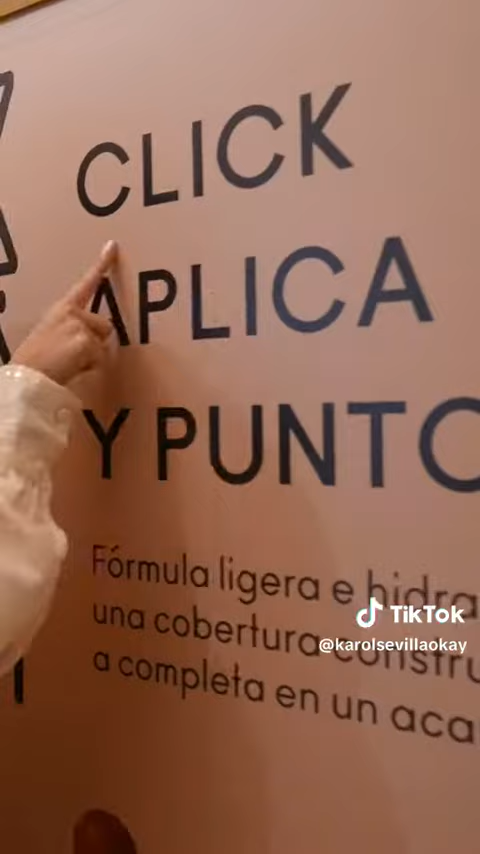 CLICK
APLICA
Y PUNTO
Fórmula ligera e hidra
una cobertura constru
a completa en un aca
TikTok
@karolsevillaokay